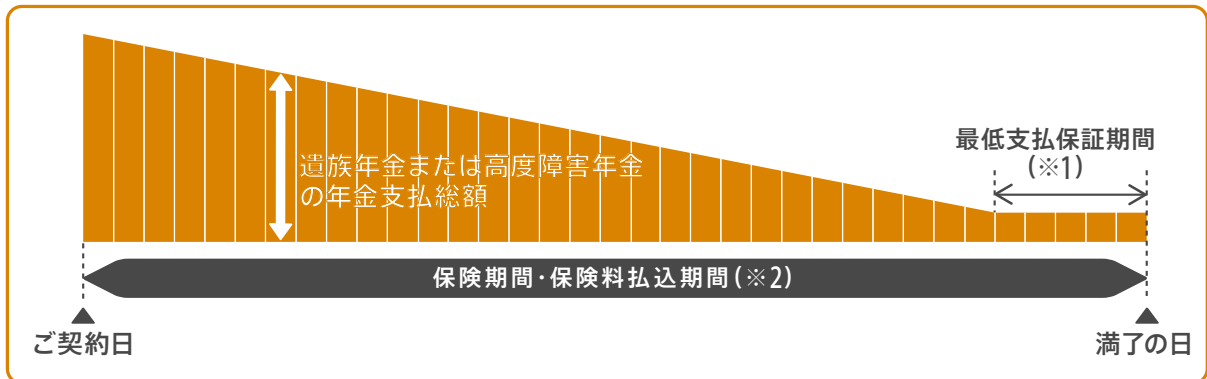 最低支払保証期間
(※1)
遺族年金または高度障害年金
の年金支払総額
保険期間・保険料払込期間(※2)
ご契約日
満了の日